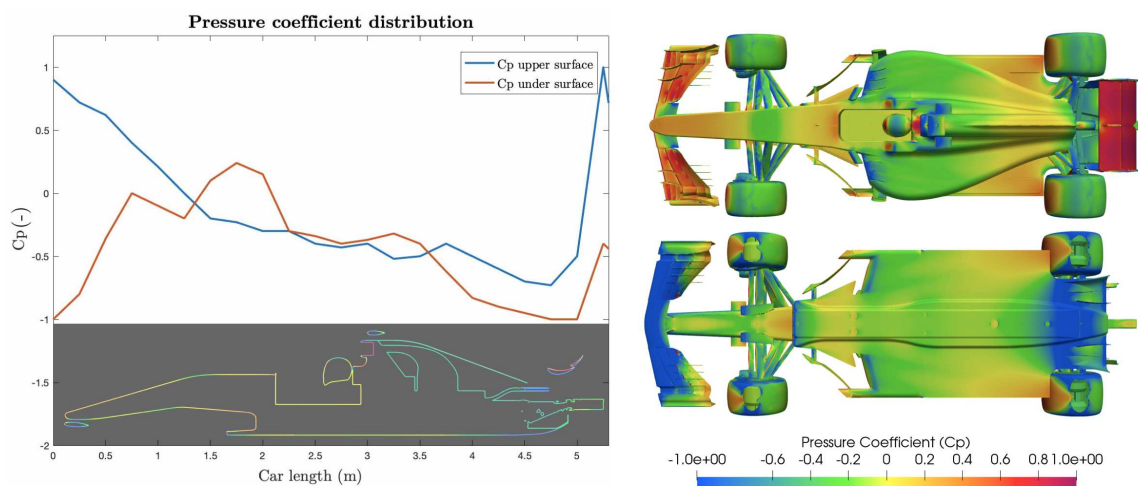 Pressure coefficient distribution
Cp upper surface
Cp under surface
1
0.5
0
-0.5
-1
-1.5
-2
Cp (-)
0 0.5 1 1.5 2 2.5 3 3.5 4 4.5 5
Car length (m)
Pressure Coefficient (Cp)
-1.0e+00 -0.6 -0.4 -0.2 0 0.2 0.4 0.6 0.81.0e+00